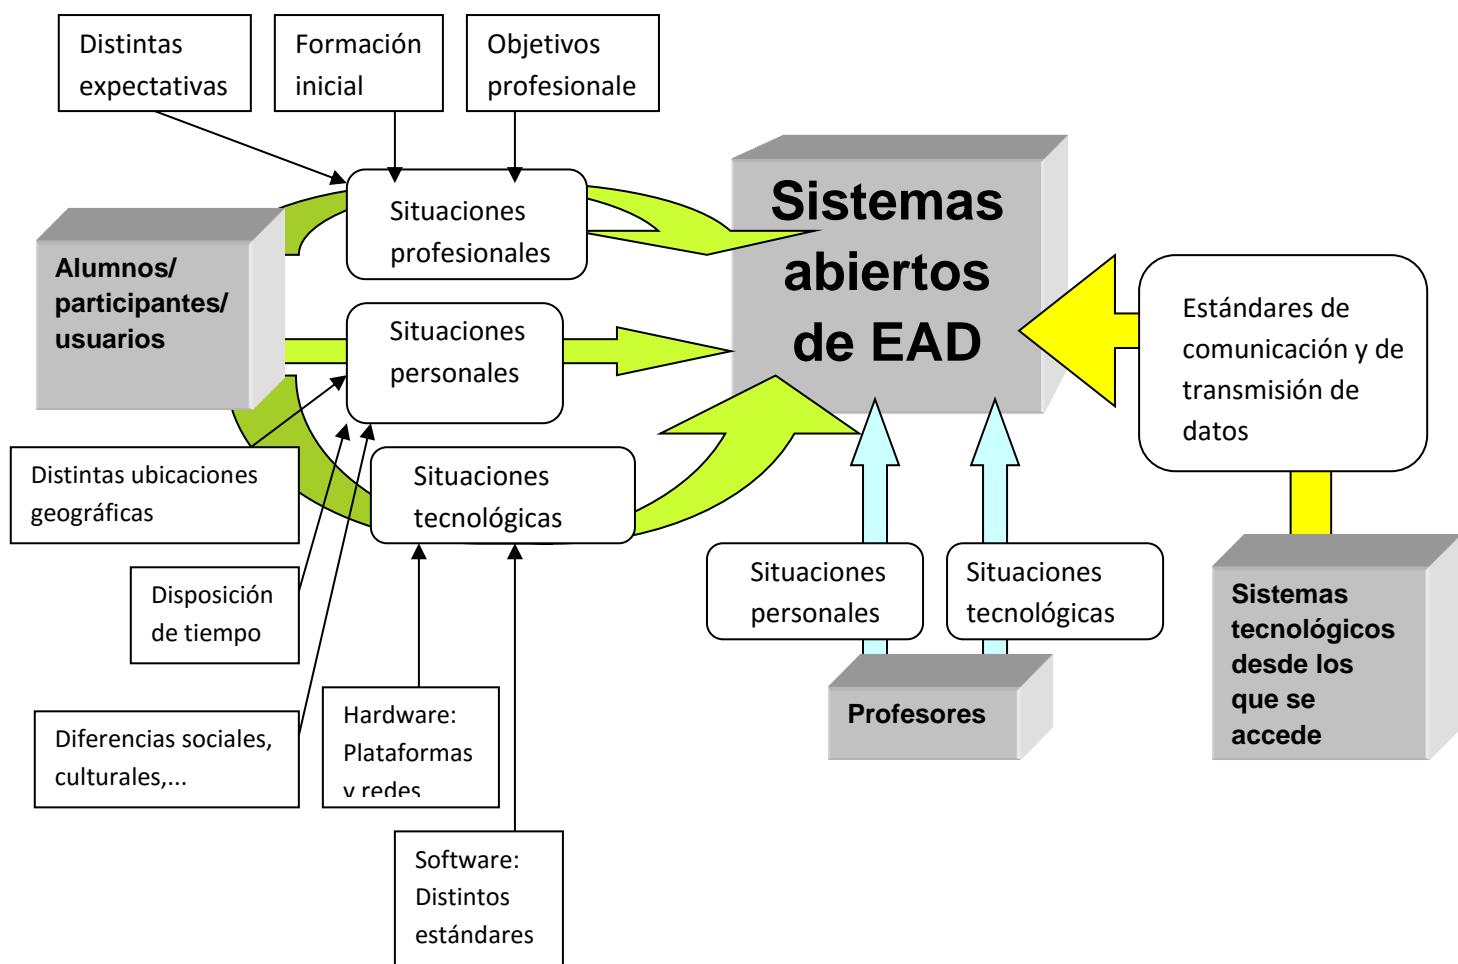 Distintas
expectativas
Formación
inicial
Objetivos
profesionale
Situaciones
profesionales
Sistemas
abiertos
de EAD
Alumnos/
participantes/
usuarios
Situaciones
personales
Estándares de
comunicación y de
transmisión de
datos
Distintas ubicaciones
geográficas
Situaciones
tecnológicas
Disposición
de tiempo
Situaciones
personales
Situaciones
tecnológicas
Sistemas
tecnológicos
desde los
que se
accede
Profesores
Diferencias sociales,
culturales,...
Hardware:
Plataformas
y redes
Software:
Distintos
estándares